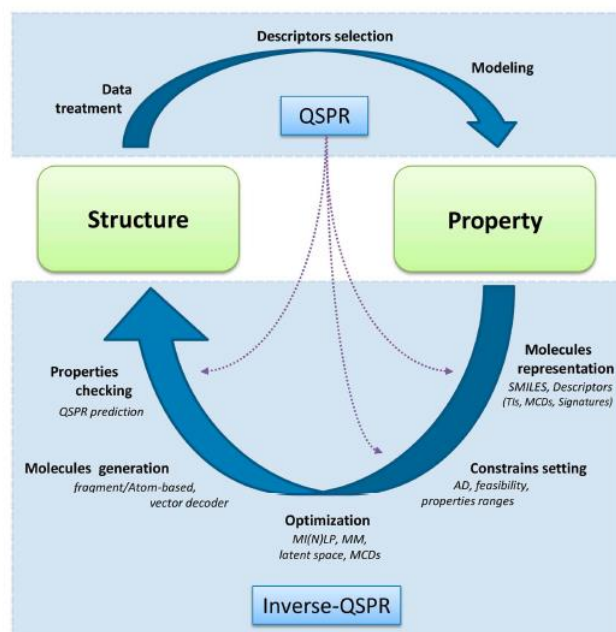 Descriptors selection
Data
treatment
Modeling
QSPR
Structure
Property
Properties
checking
QSPR prediction
Molecules
representation
SMILES, Descriptors
(TIs, MCDs, Signatures)
Molecules generation
fragment/Atom-based,
vector decoder
Constrains setting
AD, feasibility,
properties ranges
Optimization
MI(N)LP, MM,
latent space, MCDs
Inverse-QSPR